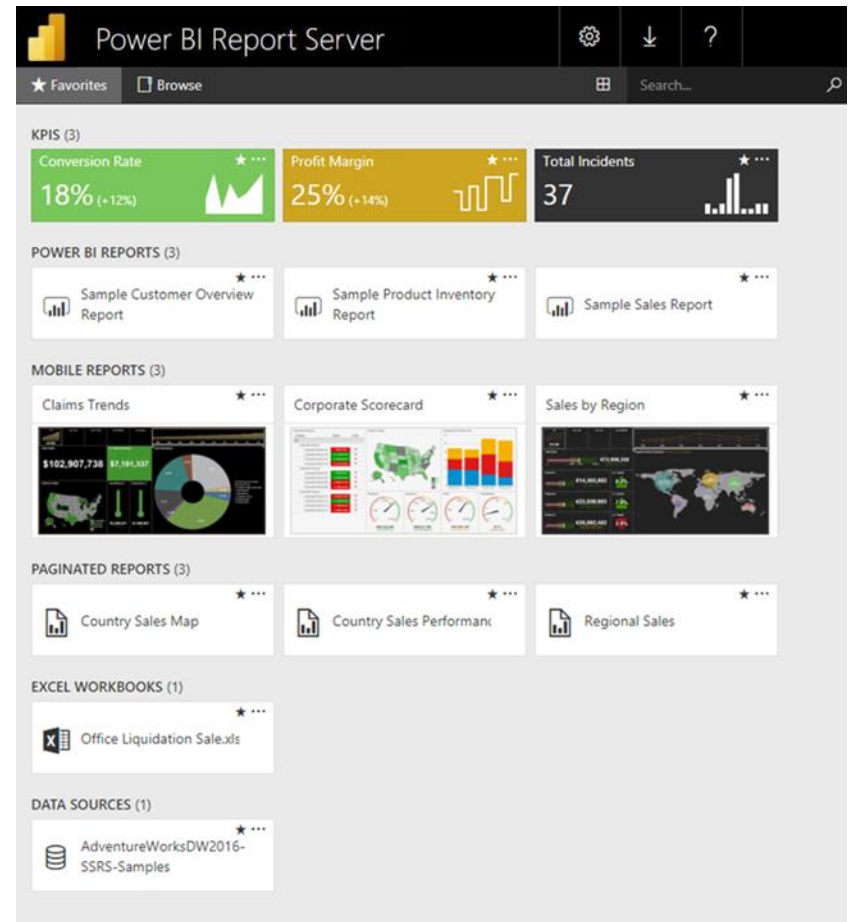 Power BI Report Server
?
Favorites
Browse
Search...
KPIS (3)
Conversion Rate
18% (+12%)
Profit Margin
25% (+14%)
Total Incidents
37
POWER BI REPORTS (3)
Sample Customer Overview
Report
Sample Product Inventory
Report
Sample Sales Report
MOBILE REPORTS (3)
Claims Trends
Corporate Scorecard
Sales by Region
$102,907,738
$7,191,337
PAGINATED REPORTS (3)
Country Sales Map
Country Sales Performanc
Regional Sales
EXCEL WORKBOOKS (1)
Office Liquidation Sale.xls
DATA SOURCES (1)
AdventureWorksDW2016-
SSRS-Samples